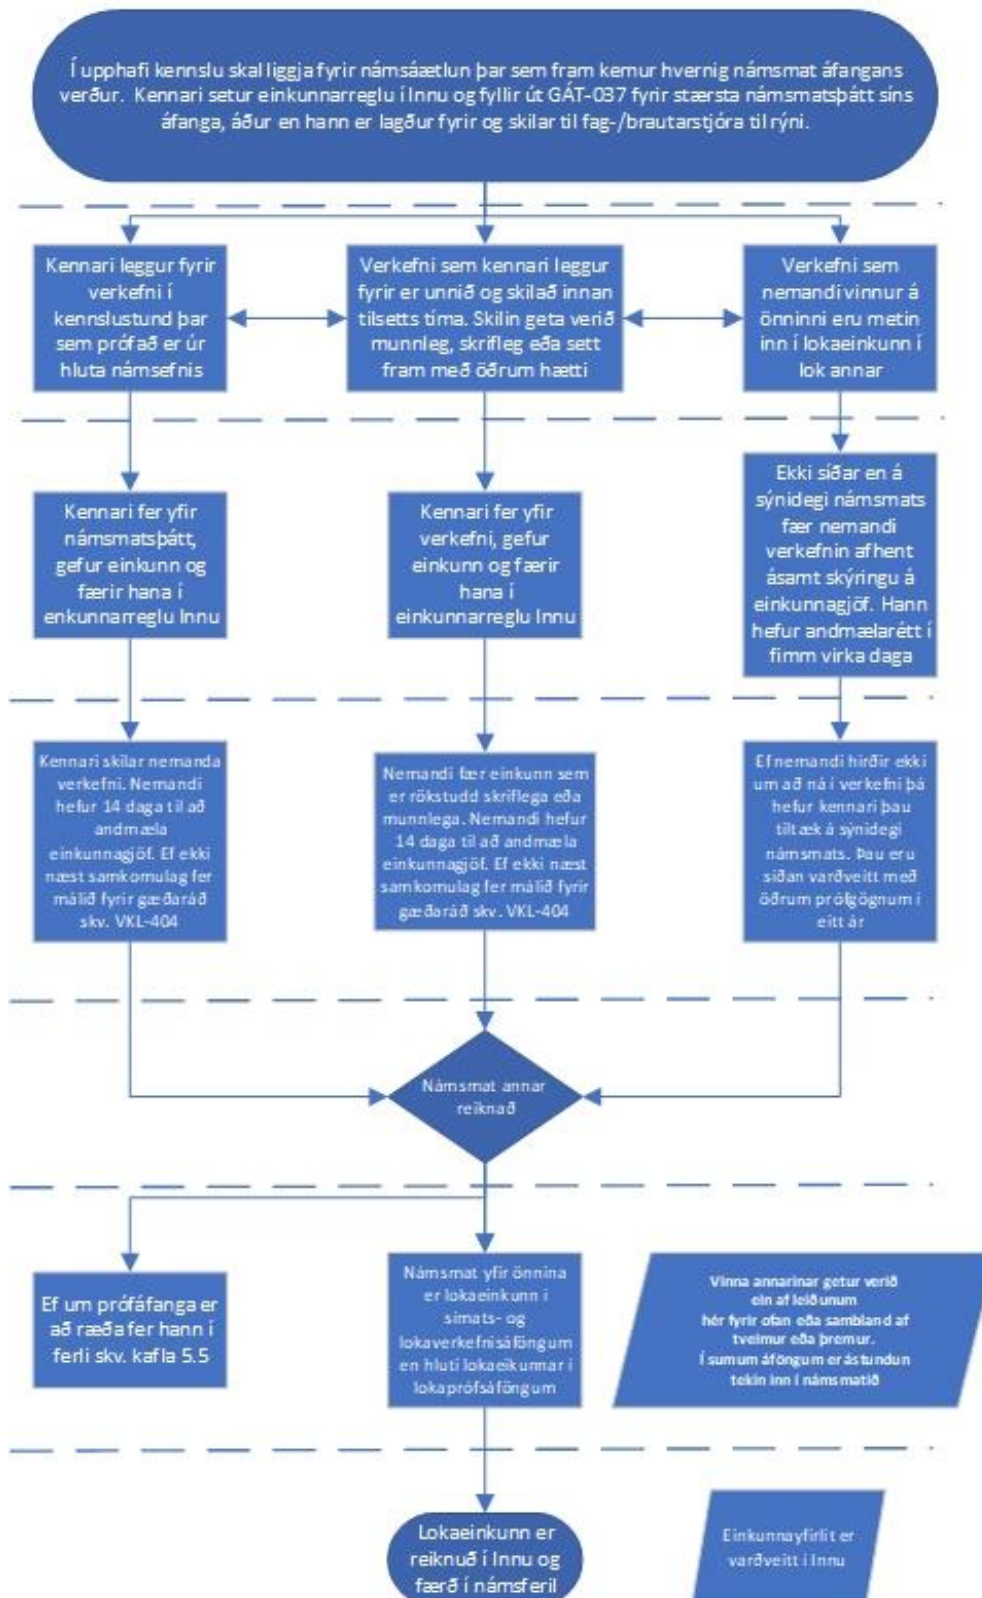 Í upphafi kennslu skal liggja fyrir námsáætlun þar sem fram kemur hvernig námsmat áfangans
verður. Kennari setur einkunnarreglu í Innu og fyllir út GÁT-037 fyrir stærsta námsmatsþátt síns
áfanga, áður en hann er lagður fyrir og skilar til fag-/brautarstjóra til rýni.
Kennari leggur fyrir
verkefni í
kennslustund þar
sem prófað er úr
hluta námsefnis
Verkefni sem kennari leggur
fyrir er unnið og skilað innan
tilsetts tíma. Skilin geta verið
munnleg, skrifleg eða sett
fram með öðrum hætti
Verkefni sem
nemandi vinnur á
önninni eru metin
inn í lokaeinkunn í
lok annar
Kennari fer yfir
námsmatsþátt,
gefur einkunn og
færir hana í
enkunnarreglu Innu
Kennari fer yfir
verkefni, gefur
einkunn og færir
hana í
einkunnarreglu Innu
Ekki síðar en á
sýnidegi námsmats
fær nemandi
verkefnin afhent
ásamt skýringu á
einkunnagjöf. Hann
hefur andmælarétt í
fimm virka daga
Kennari skilar nemanda
verkefni. Nemandi
hefur 14 daga til að
andmæla
einkunnagjöf. Ef ekki
næst samkomulag fer
málið fyrir gæðaráð
skv. VKL-404
Nemandi fær einkunn sem
er rökstudd skriflega eða
munnlega. Nemandi hefur
14 daga til að andmæla
einkunnagjöf. Ef ekki næst
samkomulag fer málið fyrir
gæðaráð skv. VKL-404
Ef nemandi hirðir ekki
um að ná í verkefni þá
hefur kennari þau
tiltæk á sýnidegi
námsmats. Þau eru
síðan varðveitt með
öðrum prófgögnum í
eitt ár
Námsmat annar
reiknað
Ef um prófáfanga er
að ræða fer hann í
ferli skv. kafla 5.5
Námsmat yfir önnina
er lokaeinkunn í
símats- og
lokaverkefnisáföngum
en hluti lokaeikunnar í
lokaprófsáföngum
Vinna annarinar getur verið
ein af leiðunum
hér fyrir ofan eða sambland af
tveimur eða þremur.
Í sumum áföngum er ástundun
tekin inn í námsmatið
Lokaeinkunn er
reiknuð í Innu og
færð í námsferil
Einkunnayfirlit er
varðveitt í Innu